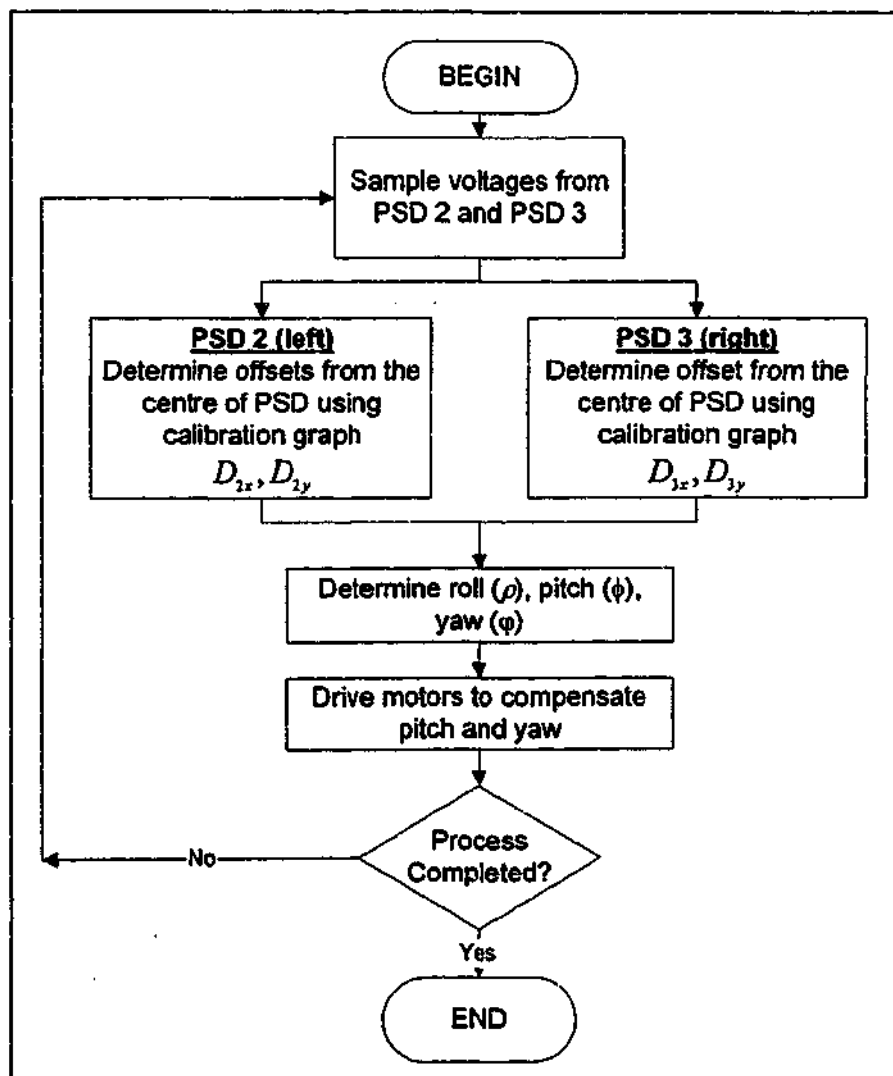 BEGIN
Sample voltages from
PSD 2 and PSD 3
PSD 2 (left)
Determine offsets from the
centre of PSD using
calibration graph
D₂ₓ, D₂ᵧ
PSD 3 (right)
Determine offset from the
centre of PSD using
calibration graph
D₃ₓ, D₃ᵧ
Determine roll (ρ), pitch (ϕ),
yaw (φ)
Drive motors to compensate
pitch and yaw
Process
Completed?
No
Yes
END